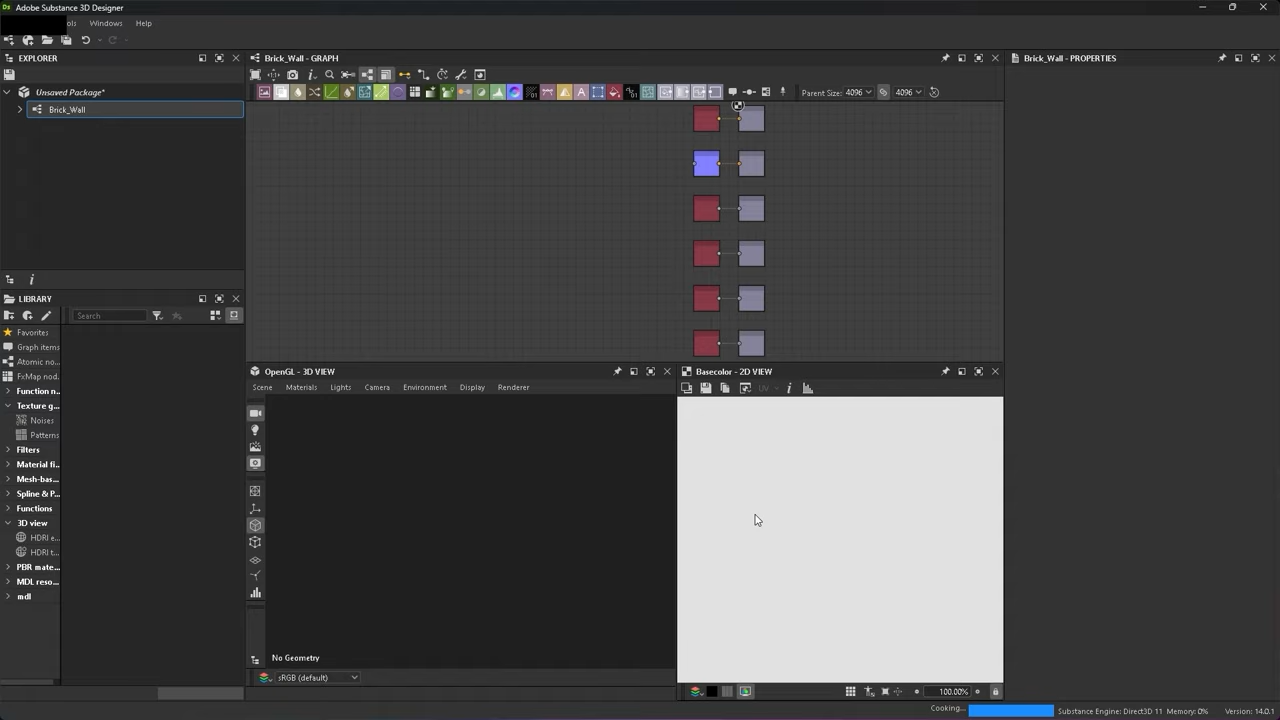 Adobe Substance 3D Designer
ols Windows Help
EXPLORER
Unsaved Package*
Brick_Wall
Brick_Wall - GRAPH
Parent Size: 4096 4096
Brick_Wall - PROPERTIES
LIBRARY
Search
Favorites
Graph items
Atomic no...
FxMap nod...
Function n...
Texture g...
Noises
Patterns
Filters
Material fi...
Mesh-bas...
Spline & P...
Functions
3D view
HDRI e...
HDRI t...
PBR mate...
MDL reso...
mdl
OpenGL - 3D VIEW
Scene Materials Lights Camera Environment Display Renderer
No Geometry
sRGB (default)
Basecolor - 2D VIEW
UV
100.00%
Cooking... Substance Engine: Direct3D 11 Memory: 0% Version: 14.0.1